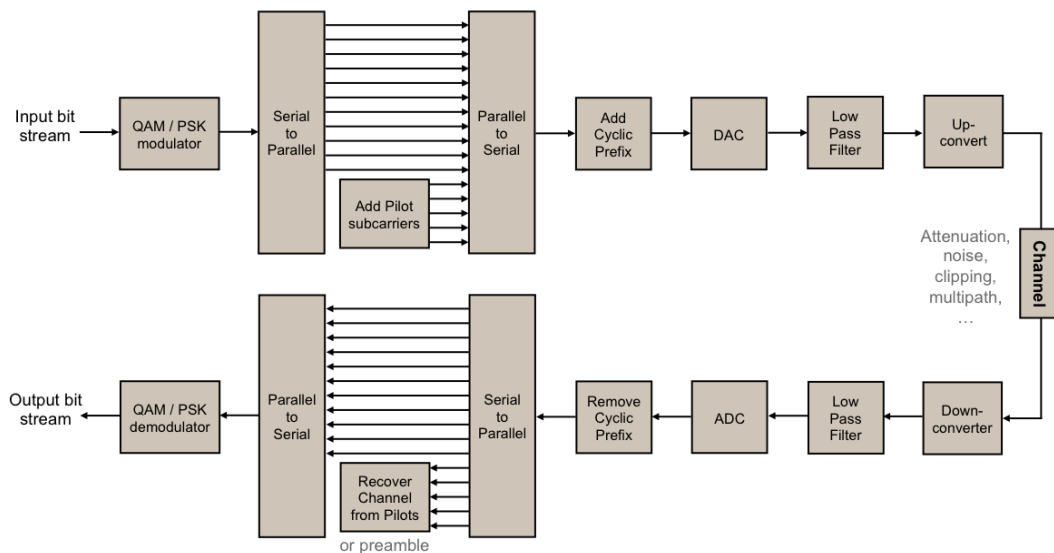 Input bit
stream
QAM / PSK
modulator
Serial
to
Parallel
Add Pilot
subcarriers
Parallel
to
Serial
Add
Cyclic
Prefix
DAC
Low
Pass
Filter
Up-
convert
Attenuation,
noise,
clipping,
multipath,
...
Channel
Output bit
stream
QAM / PSK
demodulator
Parallel
to
Serial
Recover
Channel
from Pilots
or preamble
Serial
to
Parallel
Remove
Cyclic
Prefix
ADC
Low
Pass
Filter
Down-
converter